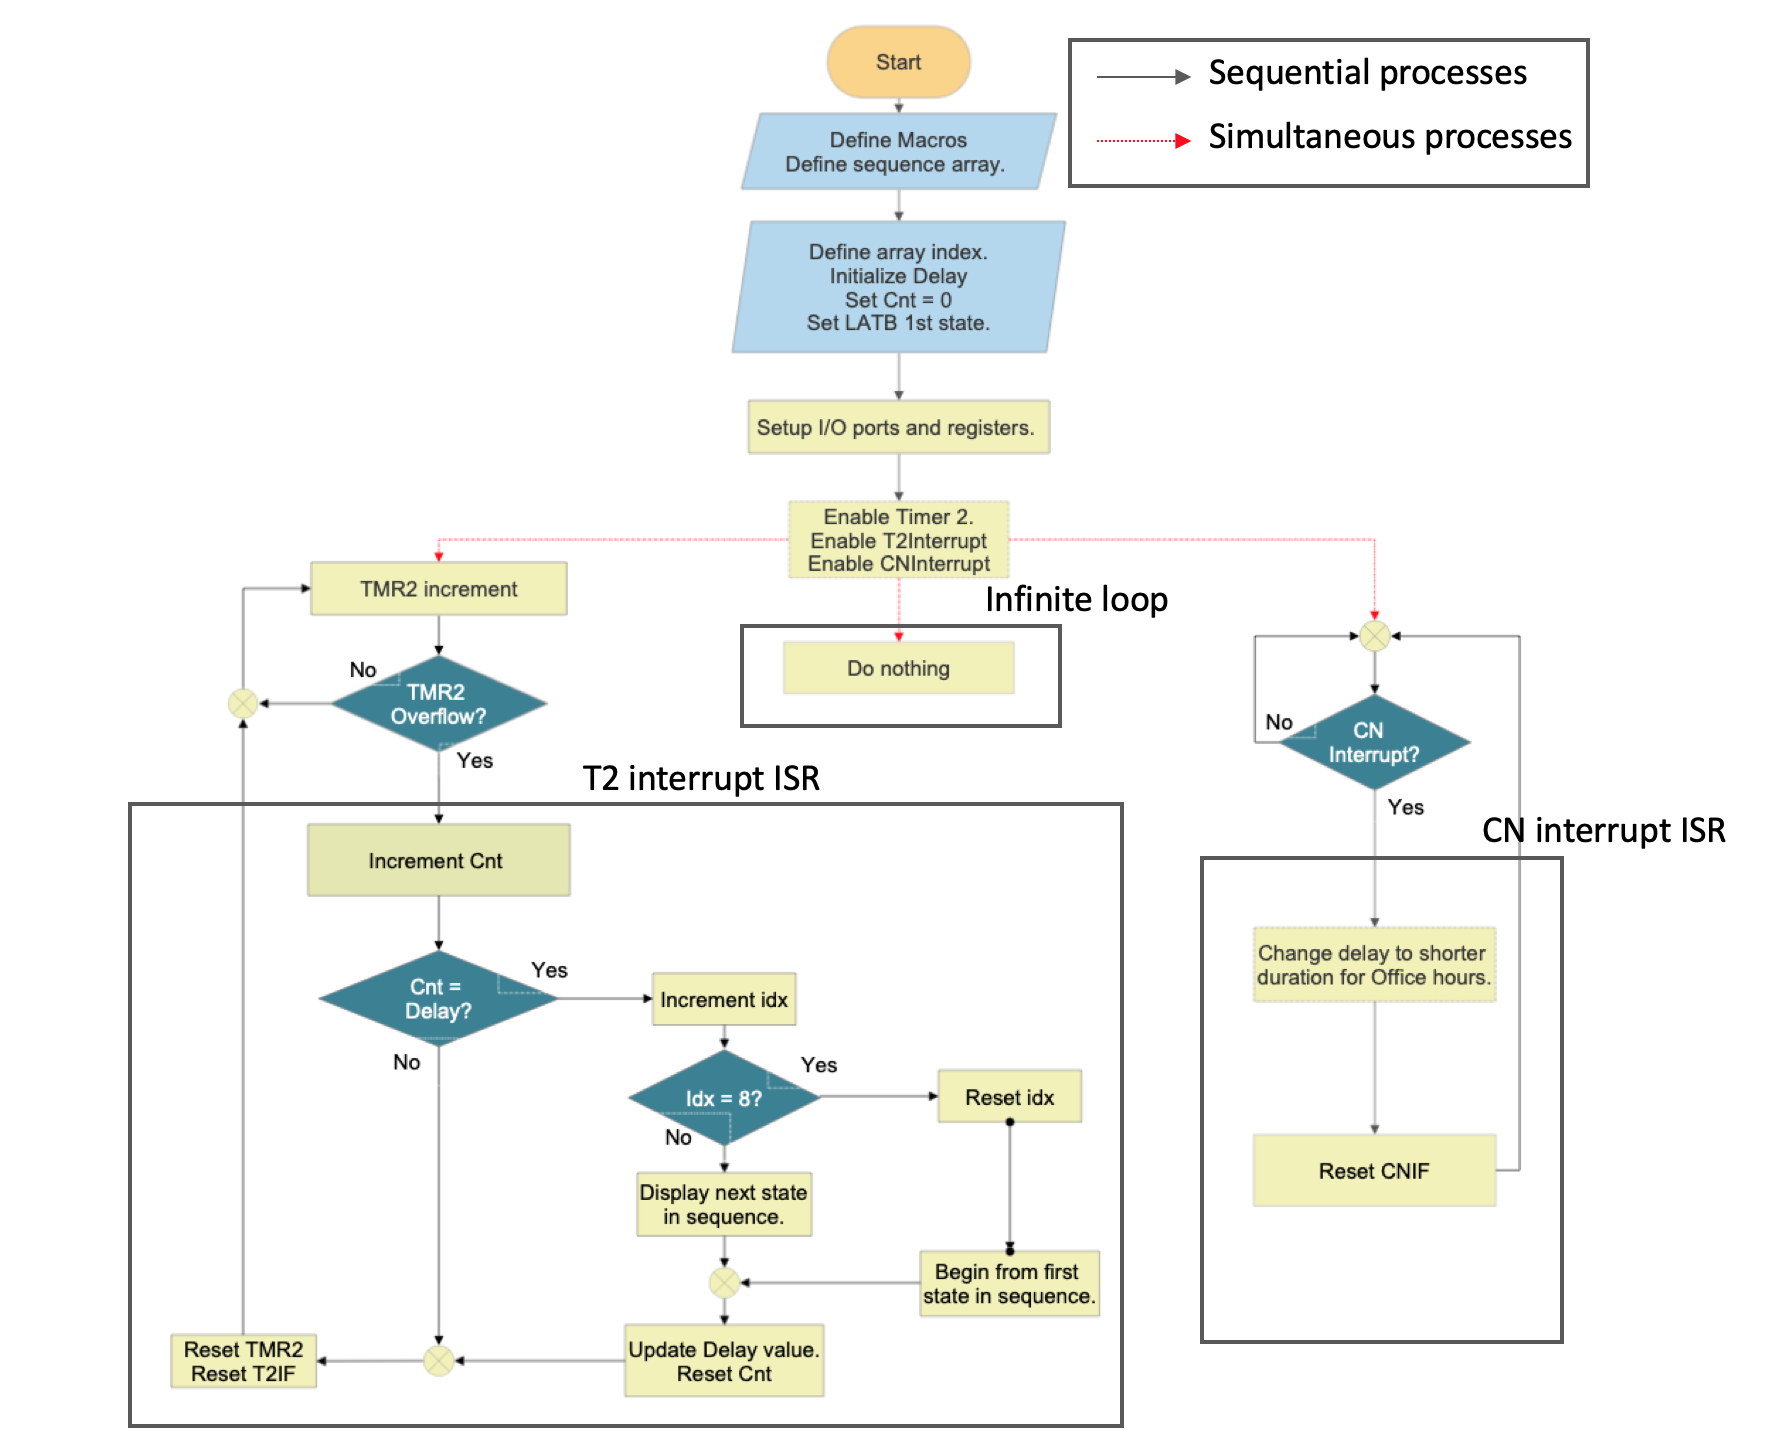 Start
Sequential processes
Simultaneous processes
Define Macros
Define sequence array.
Define array index.
Initialize Delay
Set Cnt = 0
Set LATB 1st state.
Setup I/O ports and registers.
Enable Timer 2.
Enable T2Interrupt
Enable CNInterrupt
TMR2 increment
Infinite loop
Do nothing
No
TMR2
Overflow?
Yes
No
CN
Interrupt?
Yes
T2 interrupt ISR
CN interrupt ISR
Increment Cnt
Cnt =
Delay?
Yes
No
Increment idx
Idx = 8?
Yes
No
Reset idx
Display next state
in sequence.
Begin from first
state in sequence.
Update Delay value.
Reset Cnt
Reset TMR2
Reset T2IF
Change delay to shorter
duration for Office hours.
Reset CNIF